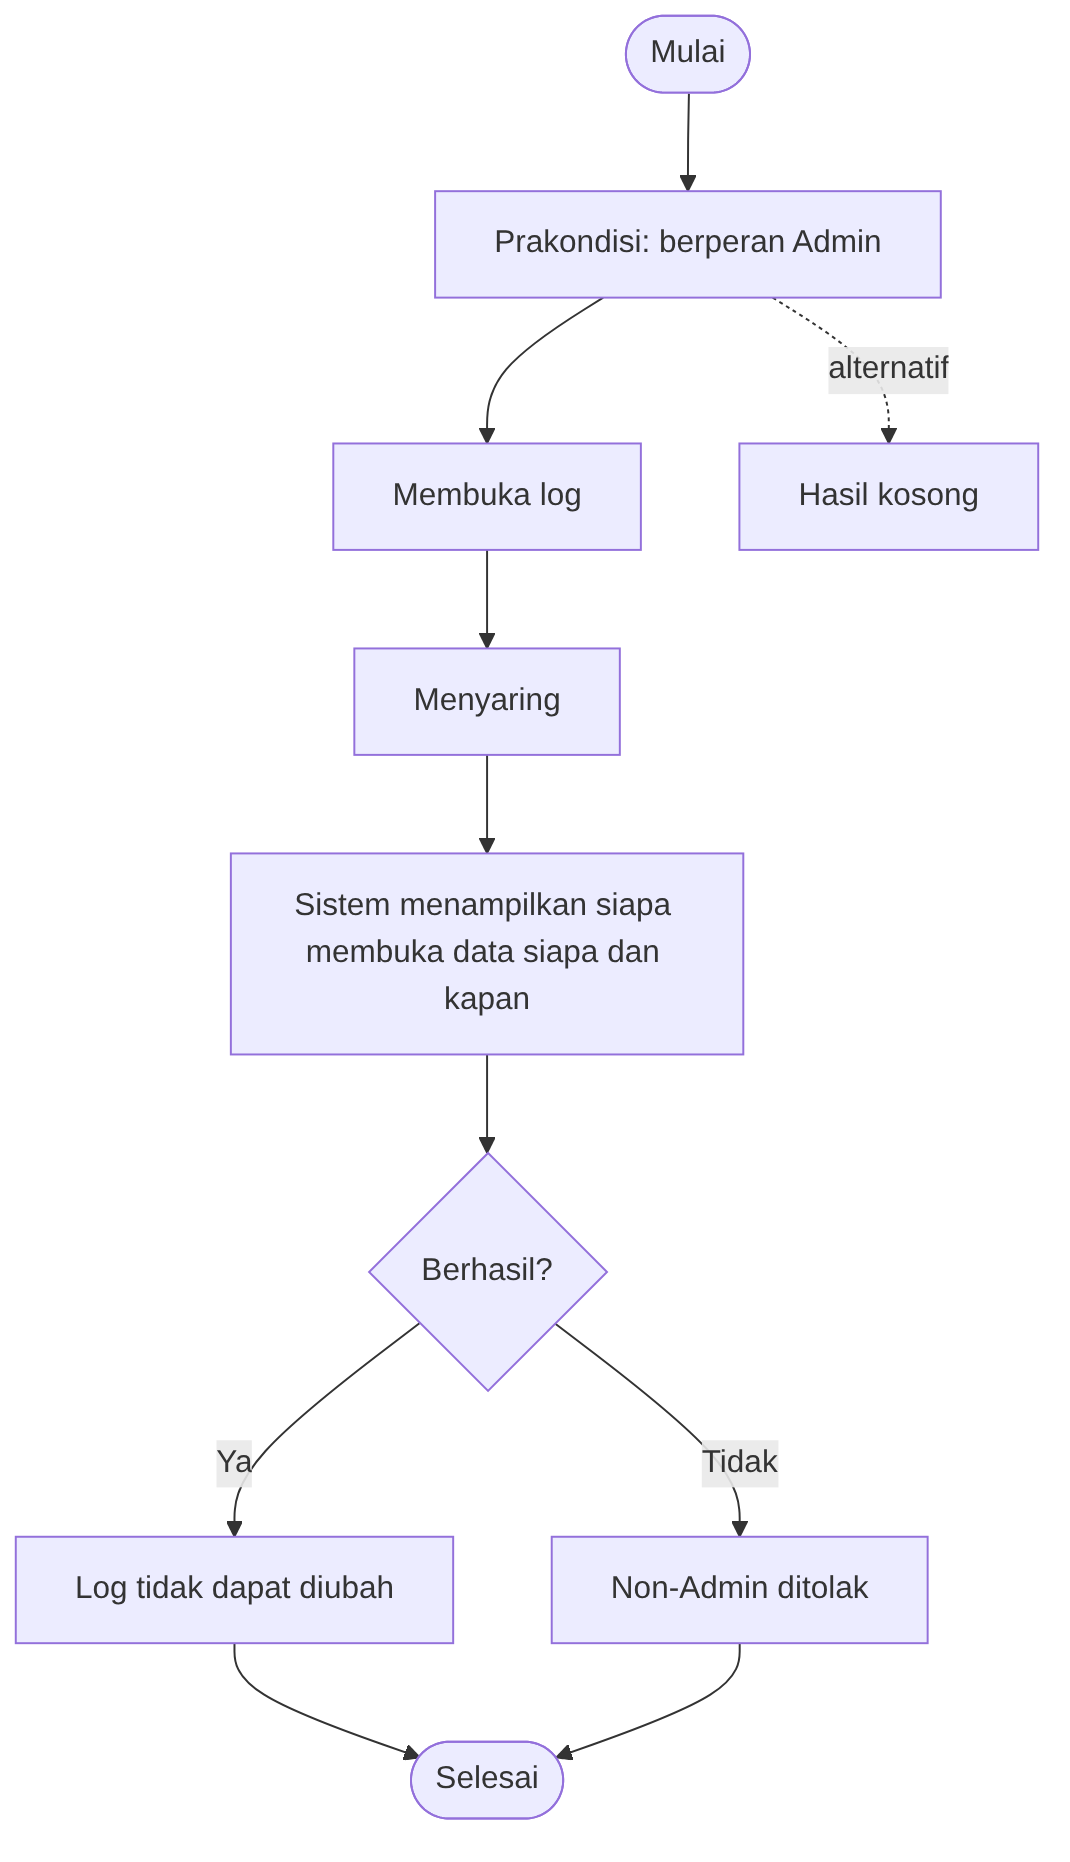 Mulai
Prakondisi: berperan Admin
alternatif
Membuka log
Hasil kosong
Menyaring
Sistem menampilkan siapa
membuka data siapa dan
kapan
Berhasil?
Ya
Tidak
Log tidak dapat diubah
Non-Admin ditolak
Selesai